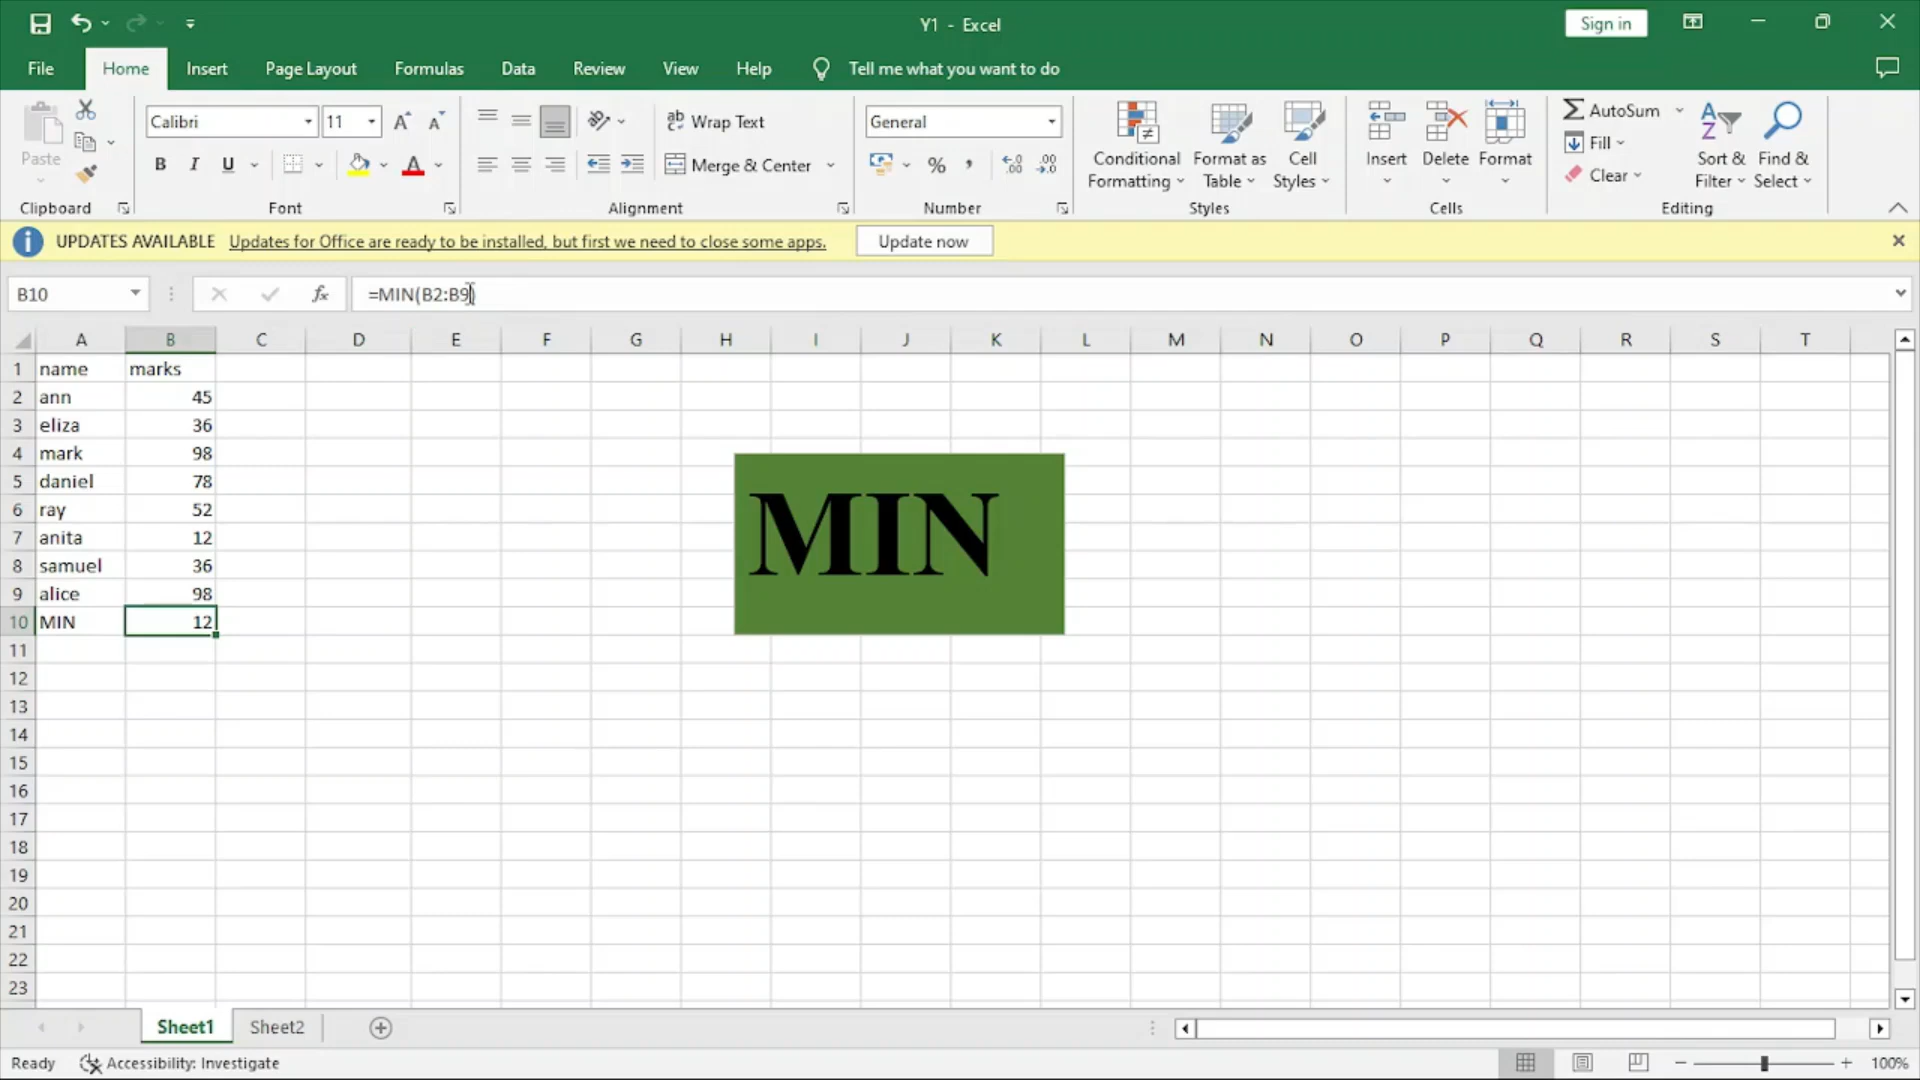 Y1 - Excel
Sign in
File Home Insert Page Layout Formulas Data Review View Help Tell me what you want to do
Paste
Clipboard
Calibri 11
B I U A
Font
ab Wrap Text
Merge & Center
Alignment
General
% , .00 .00
Number
Conditional Formatting
Format as Table
Cell Styles
Styles
Insert Delete Format
Cells
AutoSum
Fill
Clear
Sort & Filter
Find & Select
Editing
UPDATES AVAILABLE Updates for Office are ready to be installed, but first we need to close some apps. Update now
B10 fx =MIN(B2:B9)
A B C D E F G H I J K L M N O P Q R S T
1 name marks
2 ann 45
3 eliza 36
4 mark 98
5 daniel 78
6 ray 52
7 anita 12
8 samuel 36
9 alice 98
10 MIN 12
11
12
13
14
15
16
17
18
19
20
21
22
23
MIN
Sheet1 Sheet2
Ready Accessibility: Investigate 100%